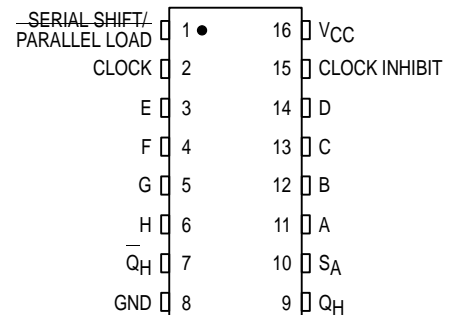 SERIAL SHIFT/
PARALLEL LOAD 1 16 VCC
CLOCK 2 15 CLOCK INHIBIT
E 3 14 D
F 4 13 C
G 5 12 B
H 6 11 A
Q̅H 7 10 SA
GND 8 9 QH